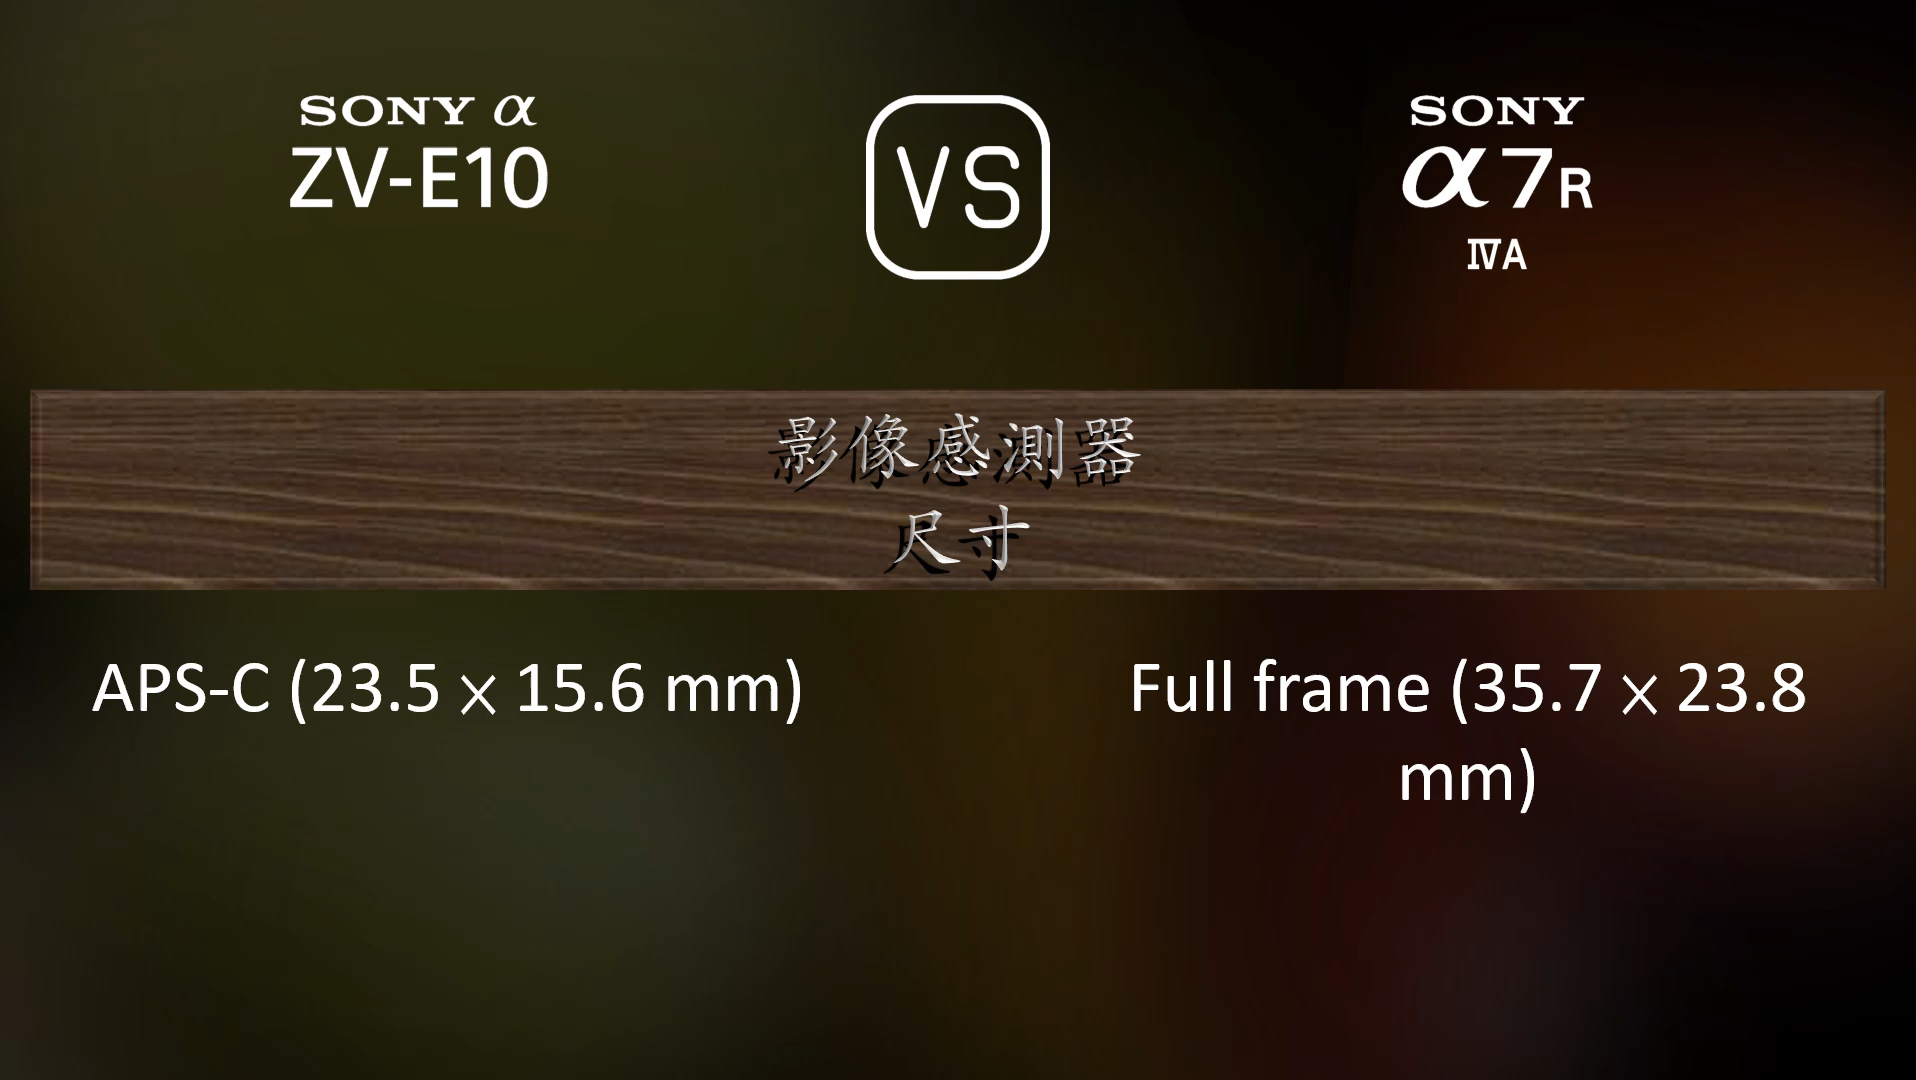 SONY α
ZV-E10
VS
SONY
α7R
ⅣA
影像感測器
尺寸
APS-C (23.5 × 15.6 mm)
Full frame (35.7 × 23.8
mm)